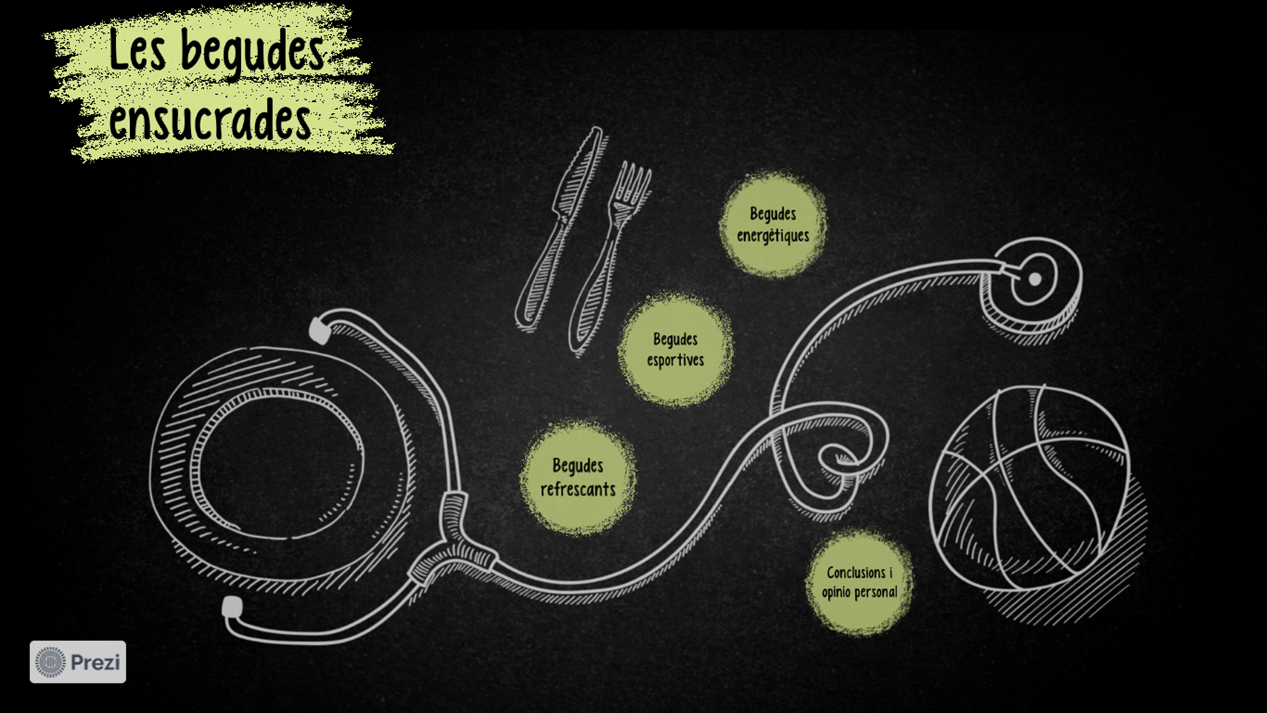 Les begudes
ensucrades
Begudes
energètiques
Begudes
esportives
Begudes
refrescants
Conclusions i
opinio personal
Prezi